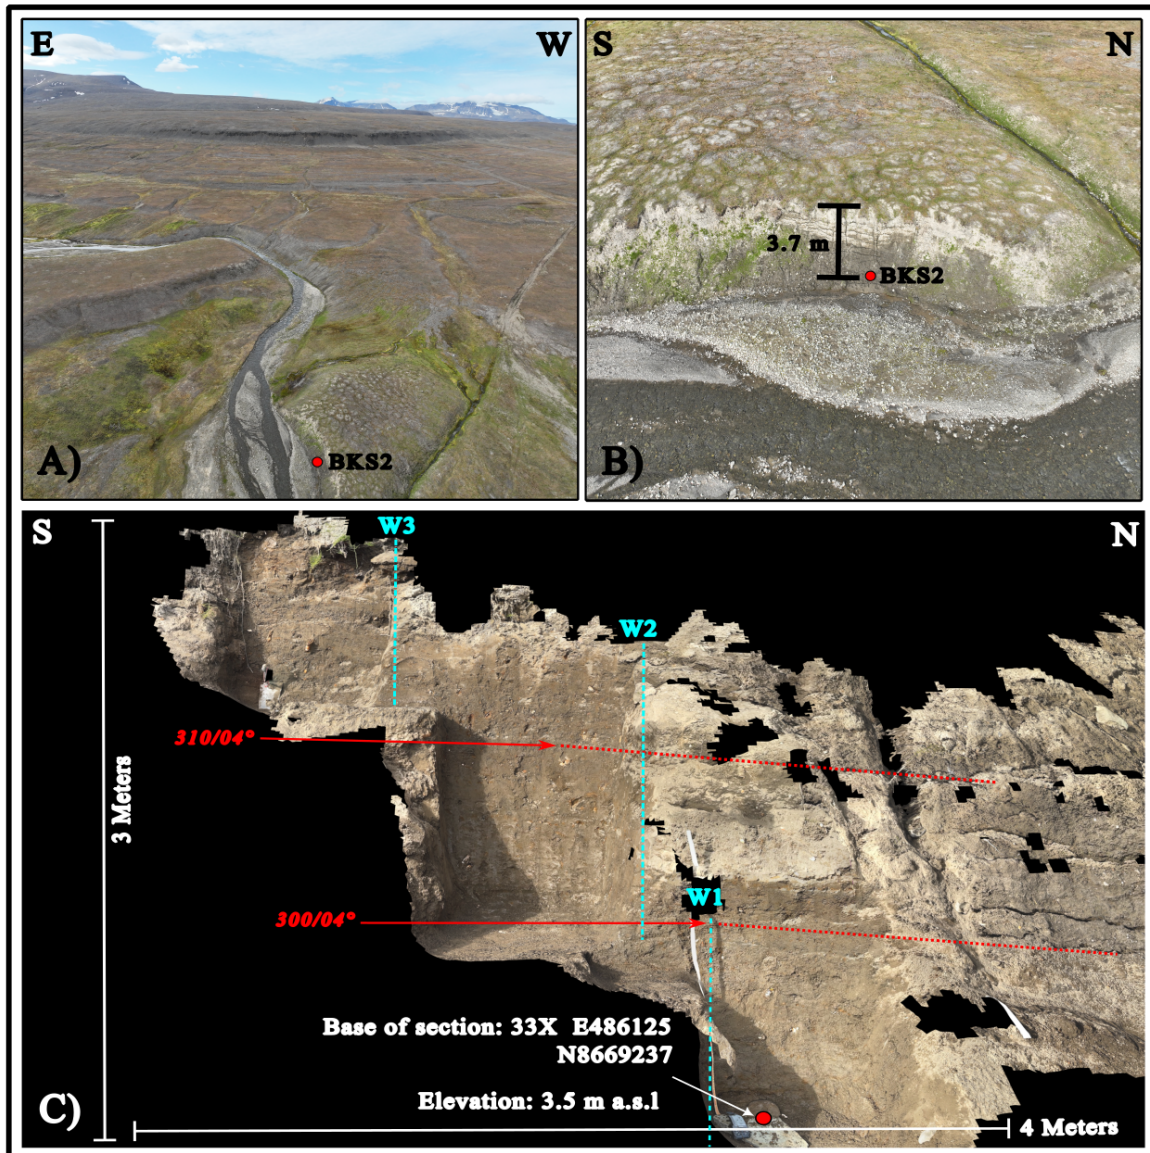 E
W
A)
BKS2
S
N
3.7 m
BKS2
B)
S
N
W3
W2
310/04°
3 Meters
W1
300/04°
Base of section: 33X E486125
N8669237
Elevation: 3.5 m a.s.l
C)
4 Meters